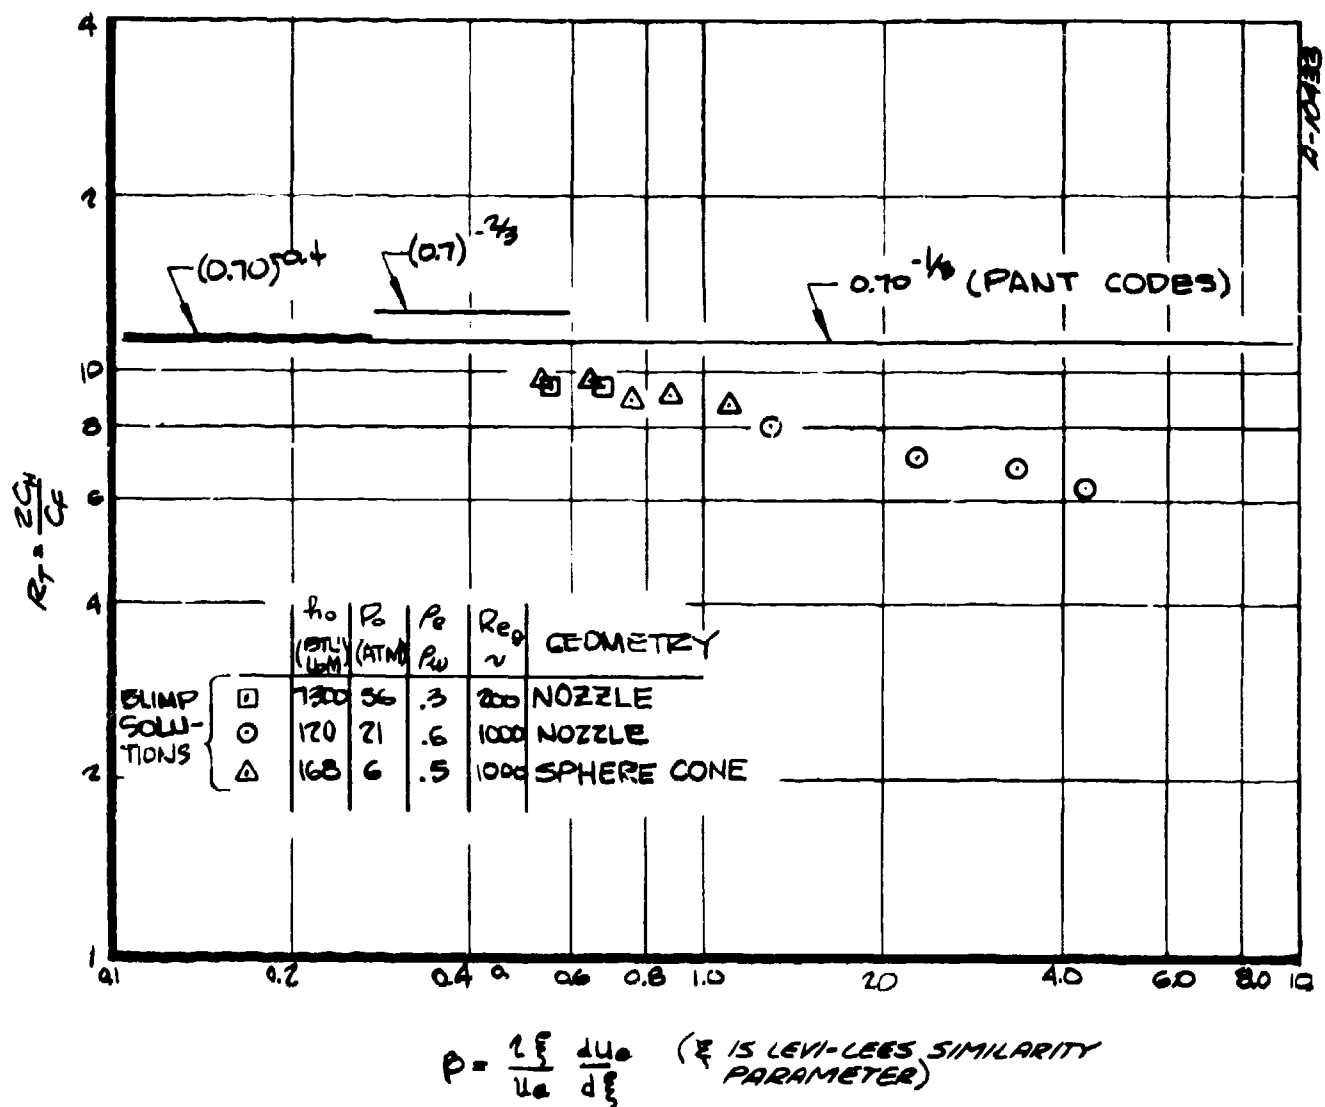 4
2
10
8
6
4
2
1
A-10433
(0.70)^-0.4
(0.7)^-2/3
0.70^-1/3 (PANT CODES)
R_T = 2C_H / C_F
h_o (BTU/LBM) P_o (ATM) ρ_e/ρ_w Re_θ ~ GEOMETRY
BLIMP SOLU-TIONS
7300 56 .3 200 NOZZLE
120 21 .6 1000 NOZZLE
168 6 .5 1000 SPHERE CONE
0.1 0.2 0.4 0.6 0.8 1.0 2.0 4.0 6.0 8.0 10
β = 2ξ/u_e du_e/dξ (ξ IS LEVI-LEES SIMILARITY
PARAMETER)